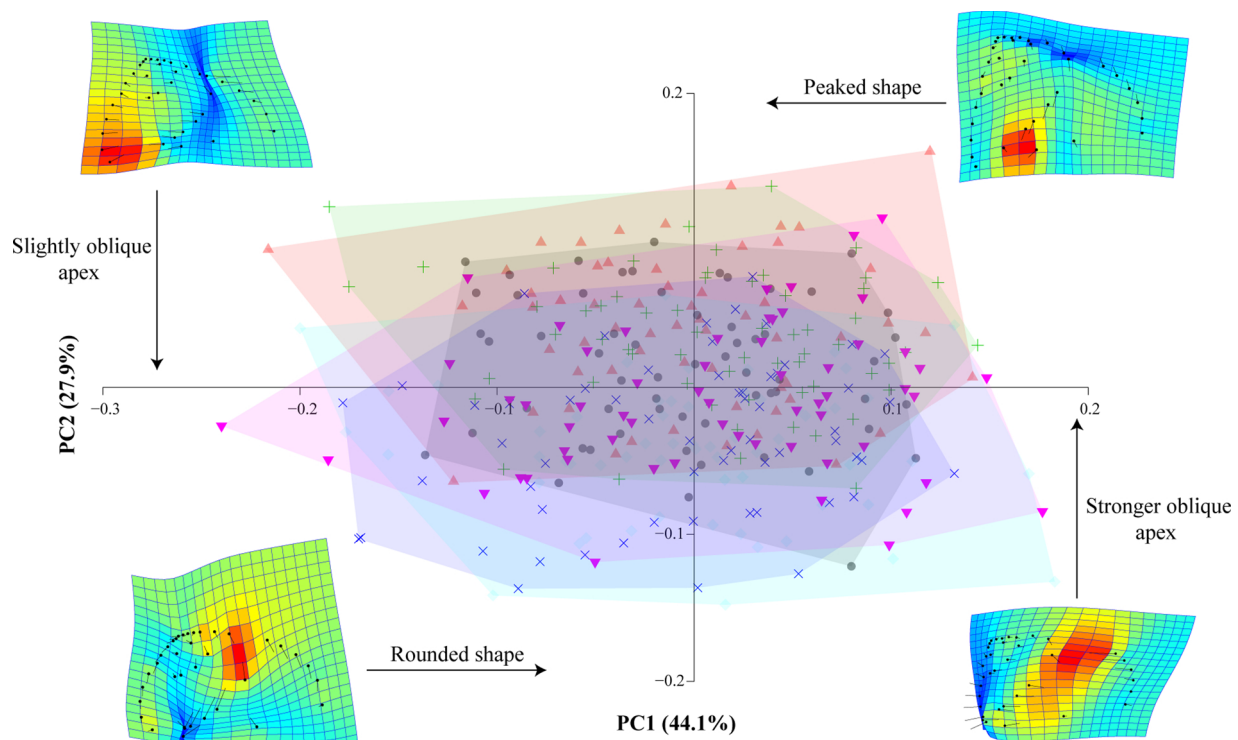 0.2
Peaked shape
Slightly oblique
apex
PC2 (27.9%)
−0.3
−0.2
−0.1
0.1
0.2
−0.1
Stronger oblique
apex
Rounded shape
−0.2
PC1 (44.1%)